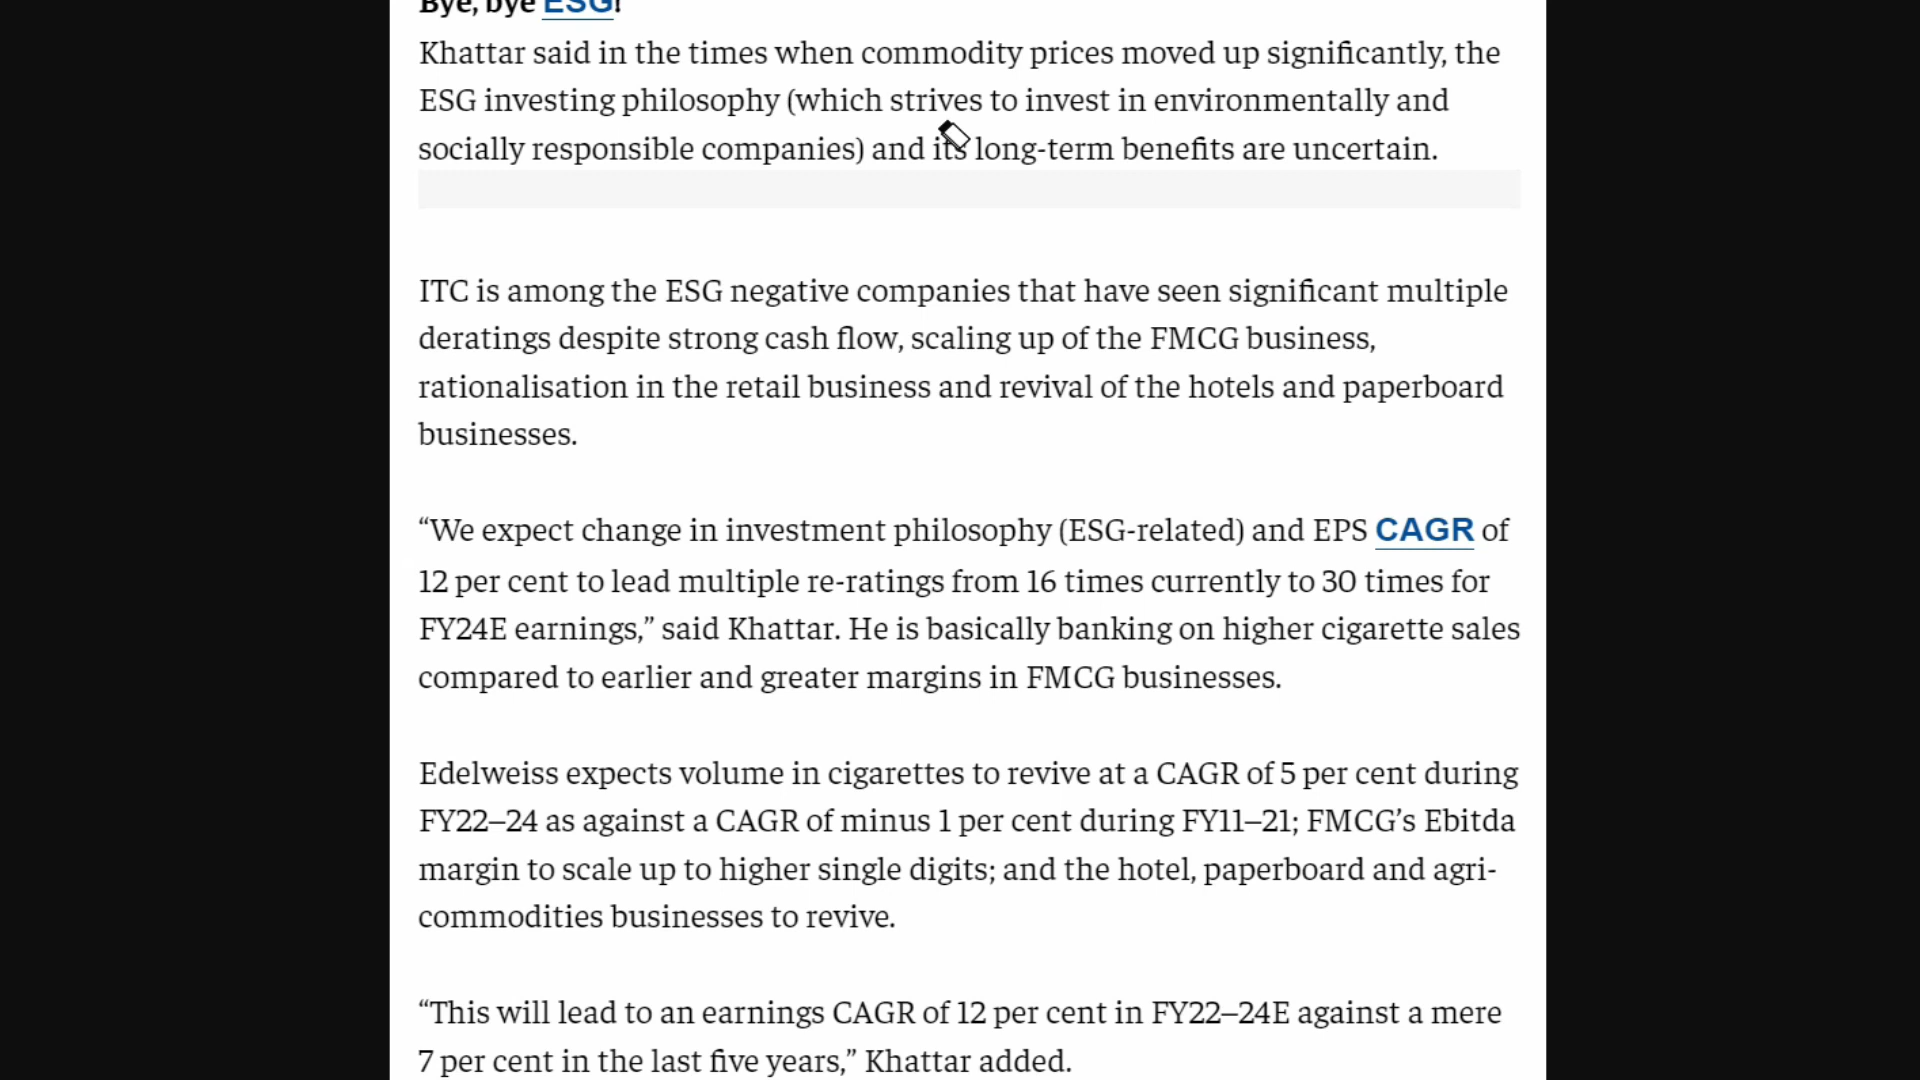 Bye, bye ESG!
Khattar said in the times when commodity prices moved up significantly, the
ESG investing philosophy (which strives to invest in environmentally and
socially responsible companies) and its long-term benefits are uncertain.
ITC is among the ESG negative companies that have seen significant multiple
deratings despite strong cash flow, scaling up of the FMCG business,
rationalisation in the retail business and revival of the hotels and paperboard
businesses.
“We expect change in investment philosophy (ESG-related) and EPS CAGR of
12 per cent to lead multiple re-ratings from 16 times currently to 30 times for
FY24E earnings,” said Khattar. He is basically banking on higher cigarette sales
compared to earlier and greater margins in FMCG businesses.
Edelweiss expects volume in cigarettes to revive at a CAGR of 5 per cent during
FY22–24 as against a CAGR of minus 1 per cent during FY11–21; FMCG’s Ebitda
margin to scale up to higher single digits; and the hotel, paperboard and agri-
commodities businesses to revive.
“This will lead to an earnings CAGR of 12 per cent in FY22–24E against a mere
7 per cent in the last five years,” Khattar added.